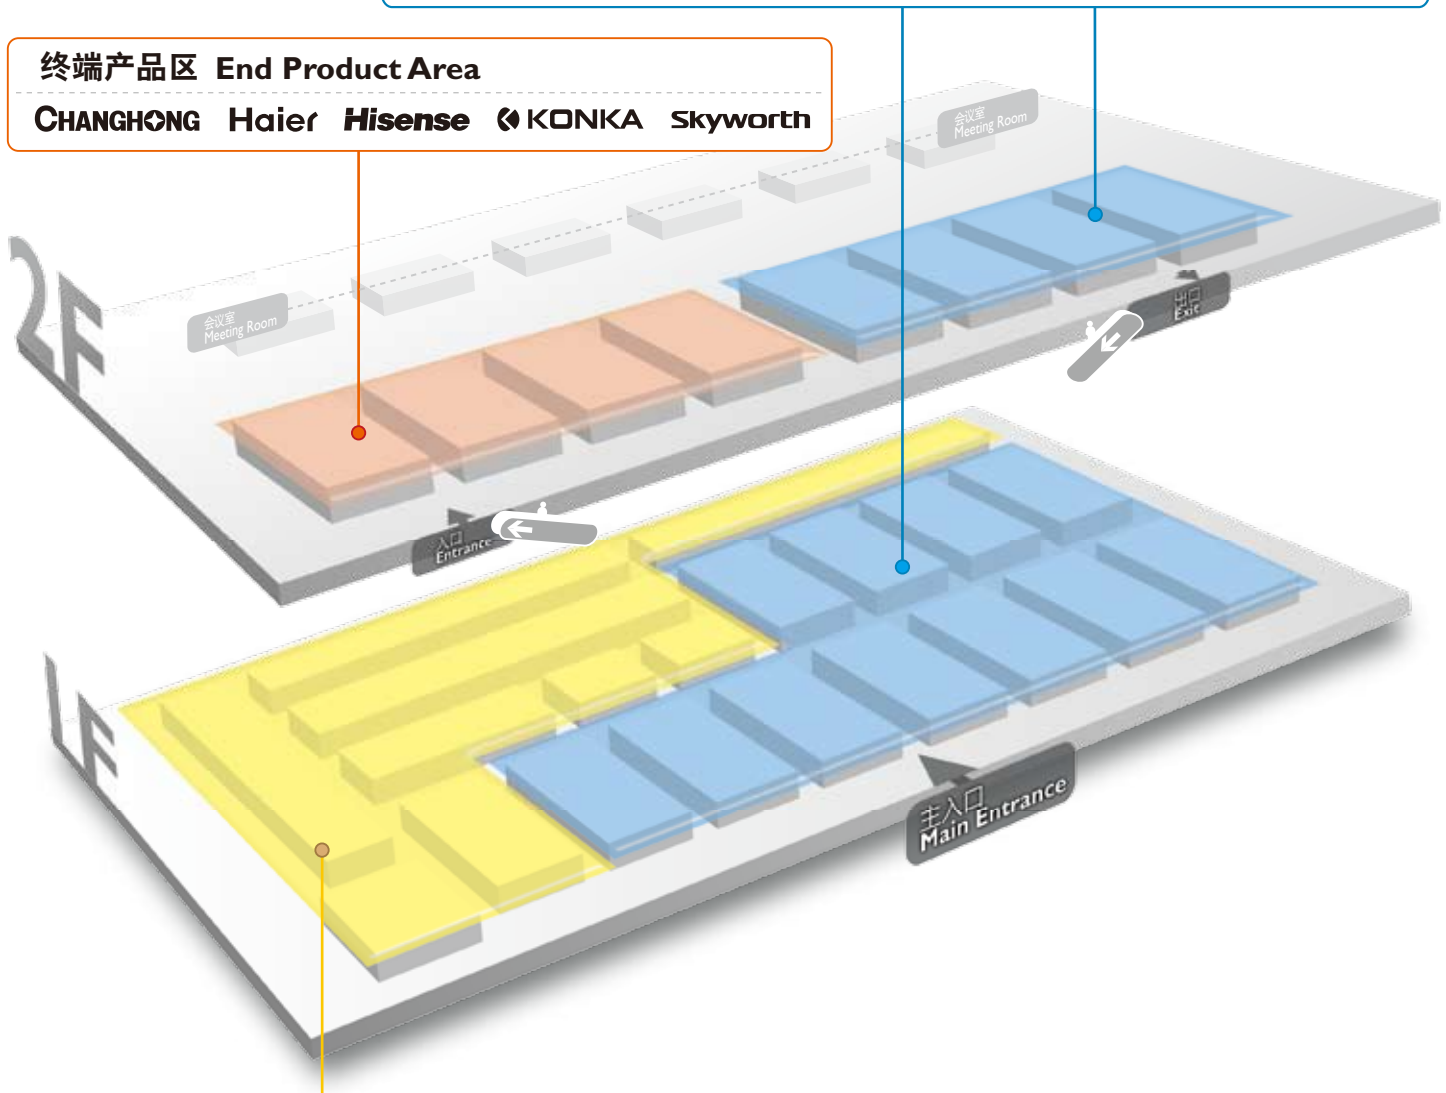 终端产品区 End Product Area
CHANGHONG Haier Hisense KONKA Skyworth
会议室
Meeting Room
2F
会议室
Meeting Room
出口
Exit
入口
Entrance
1F
主入口
Main Entrance